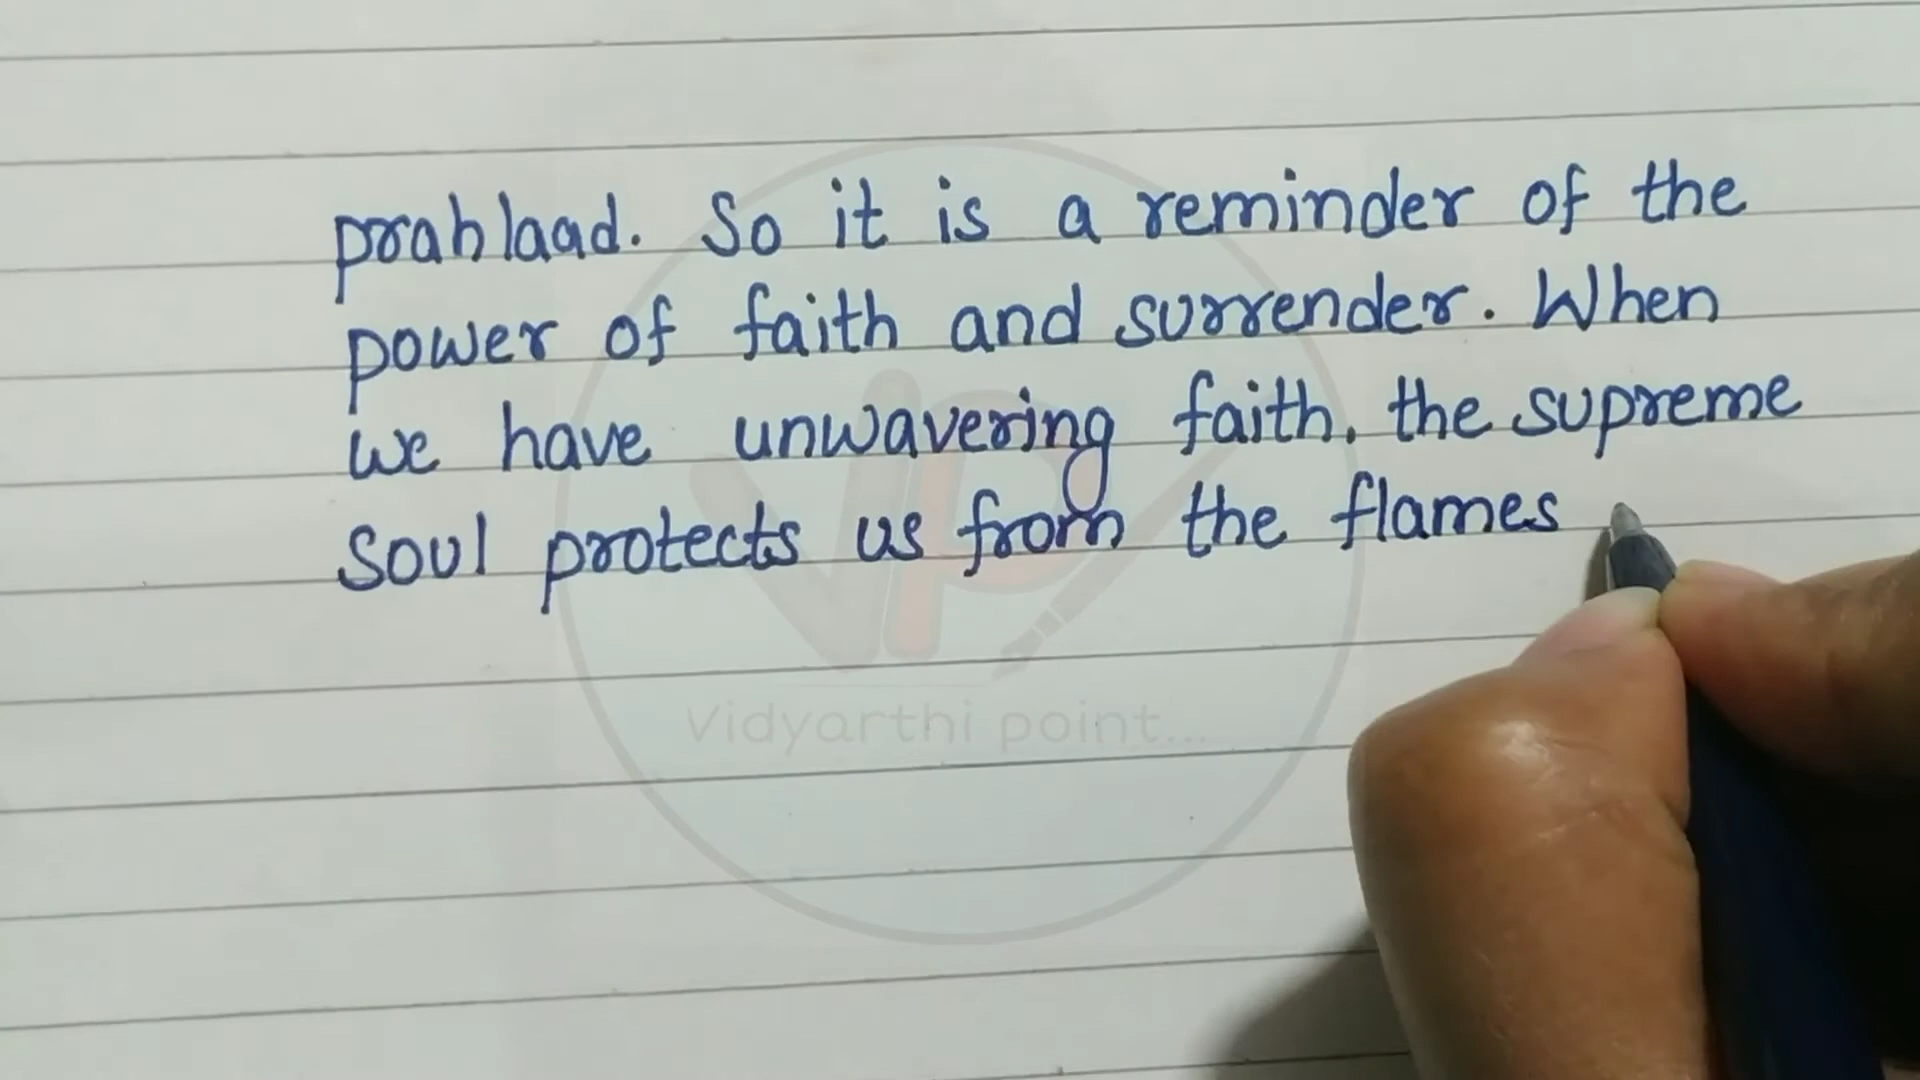 prahlaad. So it is a reminder of the
power of faith and surrender. When
we have unwavering faith, the supreme
soul protects us from the flames
VP
Vidyarthi point...